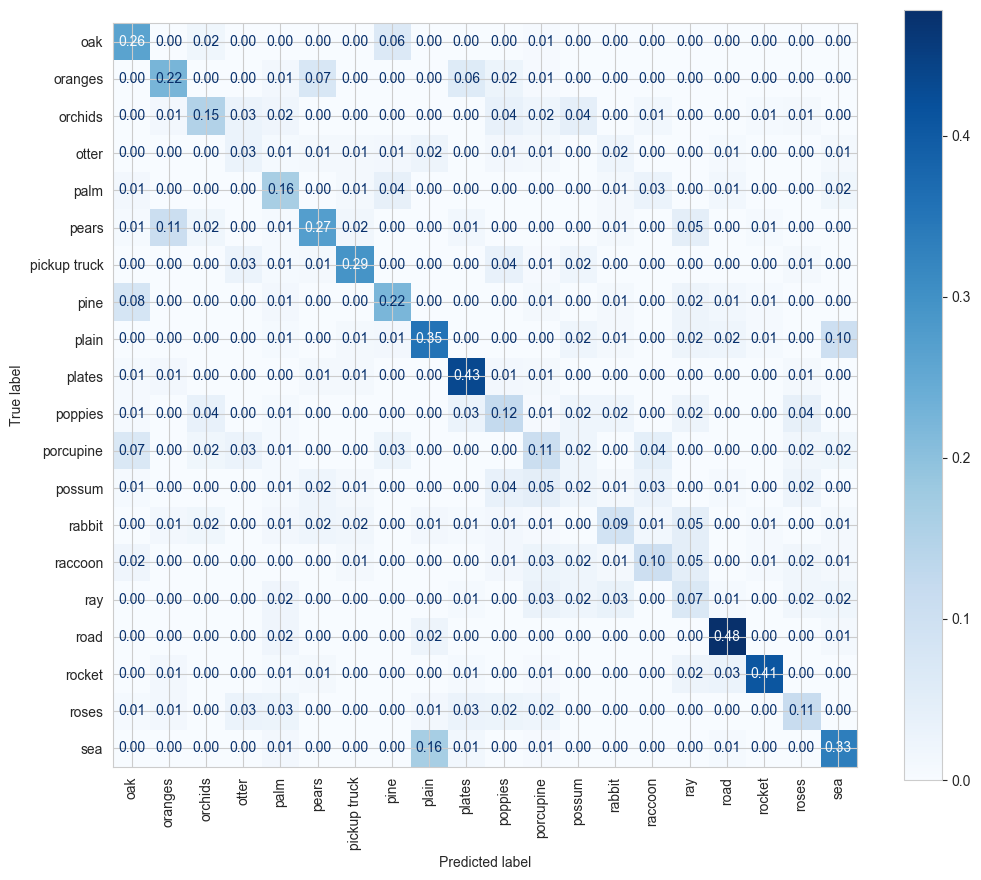 oak 0.26 0.00 0.02 0.00 0.00 0.00 0.00 0.06 0.00 0.00 0.00 0.01 0.00 0.00 0.00 0.00 0.00 0.00 0.00 0.00
oranges 0.00 0.22 0.00 0.00 0.01 0.07 0.00 0.00 0.00 0.06 0.02 0.01 0.00 0.00 0.00 0.00 0.00 0.00 0.00 0.00
orchids 0.00 0.01 0.15 0.03 0.02 0.00 0.00 0.00 0.00 0.00 0.04 0.02 0.04 0.00 0.01 0.00 0.00 0.01 0.01 0.00
otter 0.00 0.00 0.00 0.03 0.01 0.01 0.01 0.01 0.02 0.00 0.01 0.01 0.00 0.02 0.00 0.00 0.01 0.00 0.00 0.01
palm 0.01 0.00 0.00 0.00 0.16 0.00 0.01 0.04 0.00 0.00 0.00 0.00 0.00 0.01 0.03 0.00 0.01 0.00 0.00 0.02
pears 0.01 0.11 0.02 0.00 0.01 0.27 0.02 0.00 0.00 0.01 0.00 0.00 0.00 0.01 0.00 0.05 0.00 0.01 0.00 0.00
pickup truck 0.00 0.00 0.00 0.03 0.01 0.01 0.29 0.00 0.00 0.00 0.04 0.01 0.02 0.00 0.00 0.00 0.00 0.00 0.01 0.00
pine 0.08 0.00 0.00 0.00 0.01 0.00 0.00 0.22 0.00 0.00 0.00 0.01 0.00 0.01 0.00 0.02 0.01 0.01 0.00 0.00
plain 0.00 0.00 0.00 0.00 0.01 0.00 0.01 0.01 0.35 0.00 0.00 0.00 0.02 0.01 0.00 0.02 0.02 0.01 0.00 0.10
plates 0.01 0.01 0.00 0.00 0.00 0.01 0.01 0.00 0.00 0.43 0.01 0.01 0.00 0.00 0.00 0.00 0.00 0.00 0.01 0.00
poppies 0.01 0.00 0.04 0.00 0.01 0.00 0.00 0.00 0.00 0.03 0.12 0.01 0.02 0.02 0.00 0.02 0.00 0.00 0.04 0.00
porcupine 0.07 0.00 0.02 0.03 0.01 0.00 0.00 0.03 0.00 0.00 0.00 0.11 0.02 0.00 0.04 0.00 0.00 0.00 0.02 0.02
possum 0.01 0.00 0.00 0.00 0.01 0.02 0.01 0.00 0.00 0.00 0.04 0.05 0.02 0.01 0.03 0.00 0.01 0.00 0.02 0.00
rabbit 0.00 0.01 0.02 0.00 0.01 0.02 0.02 0.00 0.01 0.01 0.01 0.01 0.00 0.09 0.01 0.05 0.00 0.01 0.00 0.01
raccoon 0.02 0.00 0.00 0.00 0.00 0.00 0.01 0.00 0.00 0.00 0.01 0.03 0.02 0.01 0.10 0.05 0.00 0.01 0.02 0.01
ray 0.00 0.00 0.00 0.00 0.02 0.00 0.00 0.00 0.00 0.01 0.00 0.03 0.02 0.03 0.00 0.07 0.01 0.00 0.02 0.02
road 0.00 0.00 0.00 0.00 0.02 0.00 0.00 0.00 0.02 0.00 0.00 0.00 0.00 0.00 0.00 0.00 0.48 0.00 0.00 0.01
rocket 0.00 0.01 0.00 0.00 0.01 0.01 0.00 0.00 0.00 0.01 0.00 0.01 0.00 0.00 0.00 0.02 0.03 0.41 0.00 0.00
roses 0.01 0.01 0.00 0.03 0.03 0.00 0.00 0.00 0.01 0.03 0.02 0.02 0.00 0.00 0.00 0.00 0.00 0.00 0.11 0.00
sea 0.00 0.00 0.00 0.00 0.01 0.00 0.00 0.00 0.16 0.01 0.00 0.01 0.00 0.00 0.00 0.00 0.01 0.00 0.00 0.33
oak oranges orchids otter palm pears pickup truck pine plain plates poppies porcupine possum rabbit raccoon ray road rocket roses sea
Predicted label
True label
0.4
0.3
0.2
0.1
0.0